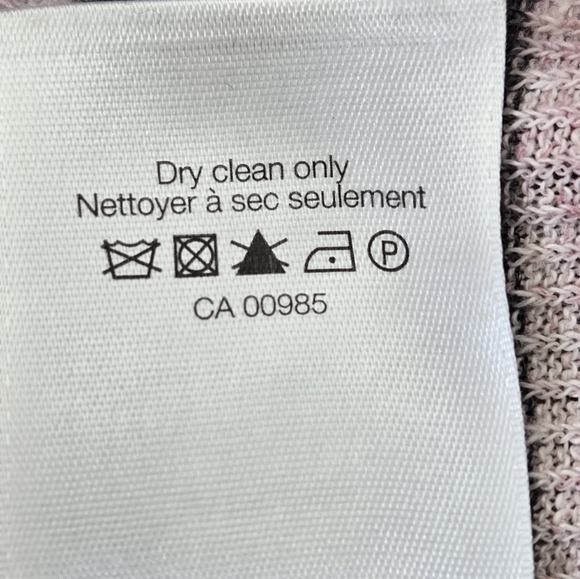 Dry clean only
Nettoyer à sec seulement
P
CA 00985